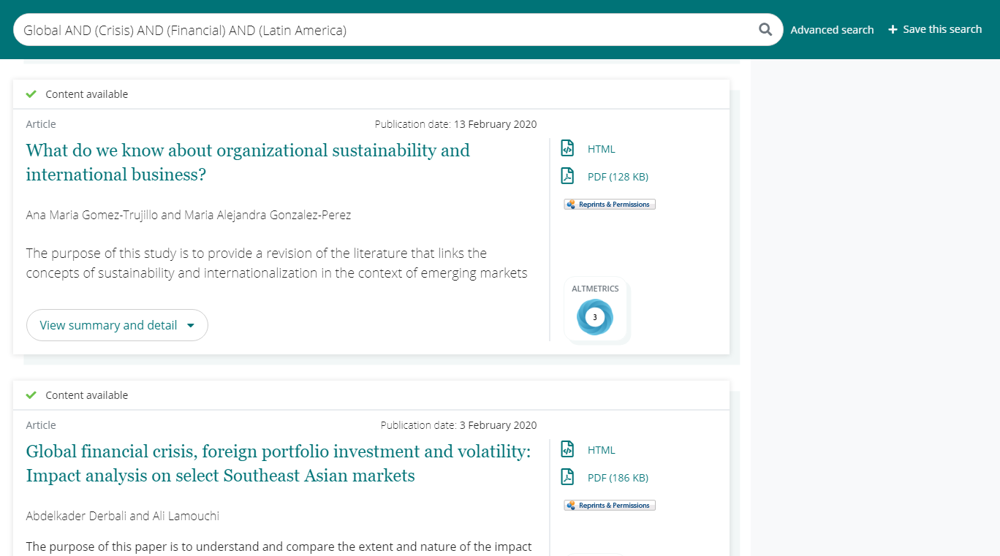 Global AND (Crisis) AND (Financial) AND (Latin America)
Advanced search
+ Save this search
Content available
Article
Publication date: 13 February 2020
What do we know about organizational sustainability and
international business?
Ana Maria Gomez-Trujillo and Maria Alejandra Gonzalez-Perez
The purpose of this study is to provide a revision of the literature that links the
concepts of sustainability and internationalization in the context of emerging markets
View summary and detail
HTML
PDF (128 KB)
Reprints & Permissions
ALTMETRICS
3
Content available
Article
Publication date: 3 February 2020
Global financial crisis, foreign portfolio investment and volatility:
Impact analysis on select Southeast Asian markets
Abdelkader Derbali and Ali Lamouchi
The purpose of this paper is to understand and compare the extent and nature of the impact
HTML
PDF (186 KB)
Reprints & Permissions